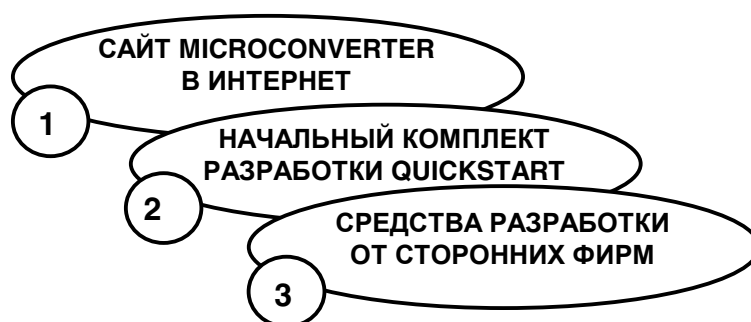 САЙТ MICROCONVERTER
В ИНТЕРНЕТ
1
НАЧАЛЬНЫЙ КОМПЛЕКТ
РАЗРАБОТКИ QUICKSTART
2
СРЕДСТВА РАЗРАБОТКИ
ОТ СТОРОННИХ ФИРМ
3